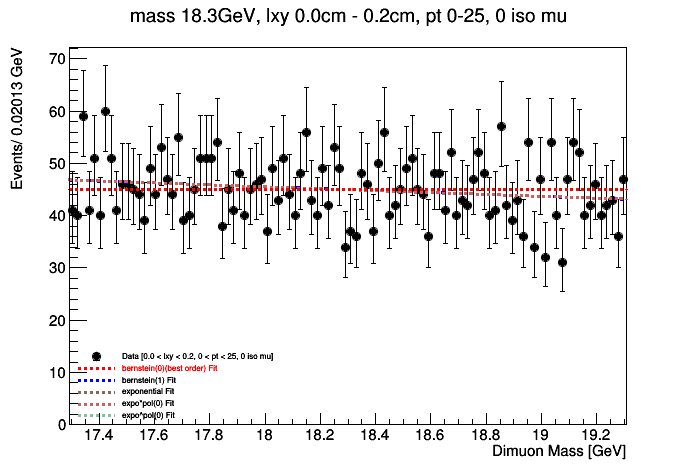 mass 18.3GeV, lxy 0.0cm - 0.2cm, pt 0-25, 0 iso mu
Events/ 0.02013 GeV
70
60
50
40
30
20
10
0
Data [0.0 < lxy < 0.2, 0 < pt < 25, 0 iso mu]
bernstein(0)(best order) Fit
bernstein(1) Fit
exponential Fit
expo*pol(0) Fit
expo^pol(0) Fit
17.4 17.6 17.8 18 18.2 18.4 18.6 18.8 19 19.2
Dimuon Mass [GeV]